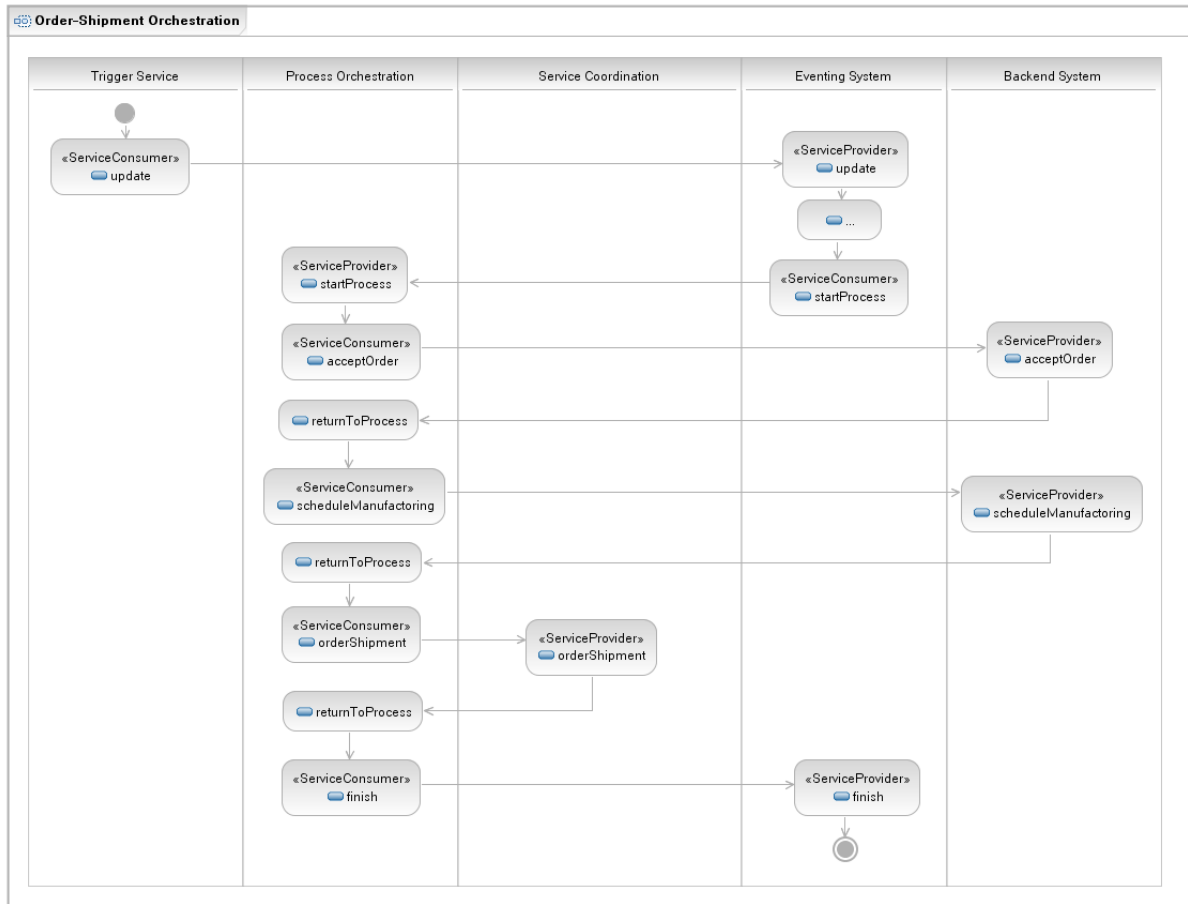 Order-Shipment Orchestration
Trigger Service
Process Orchestration
Service Coordination
Eventing System
Backend System
«ServiceConsumer»
update
«ServiceProvider»
update
...
«ServiceProvider»
startProcess
«ServiceConsumer»
startProcess
«ServiceConsumer»
acceptOrder
«ServiceProvider»
acceptOrder
returnToProcess
«ServiceConsumer»
scheduleManufactoring
«ServiceProvider»
scheduleManufactoring
returnToProcess
«ServiceConsumer»
orderShipment
«ServiceProvider»
orderShipment
returnToProcess
«ServiceConsumer»
finish
«ServiceProvider»
finish